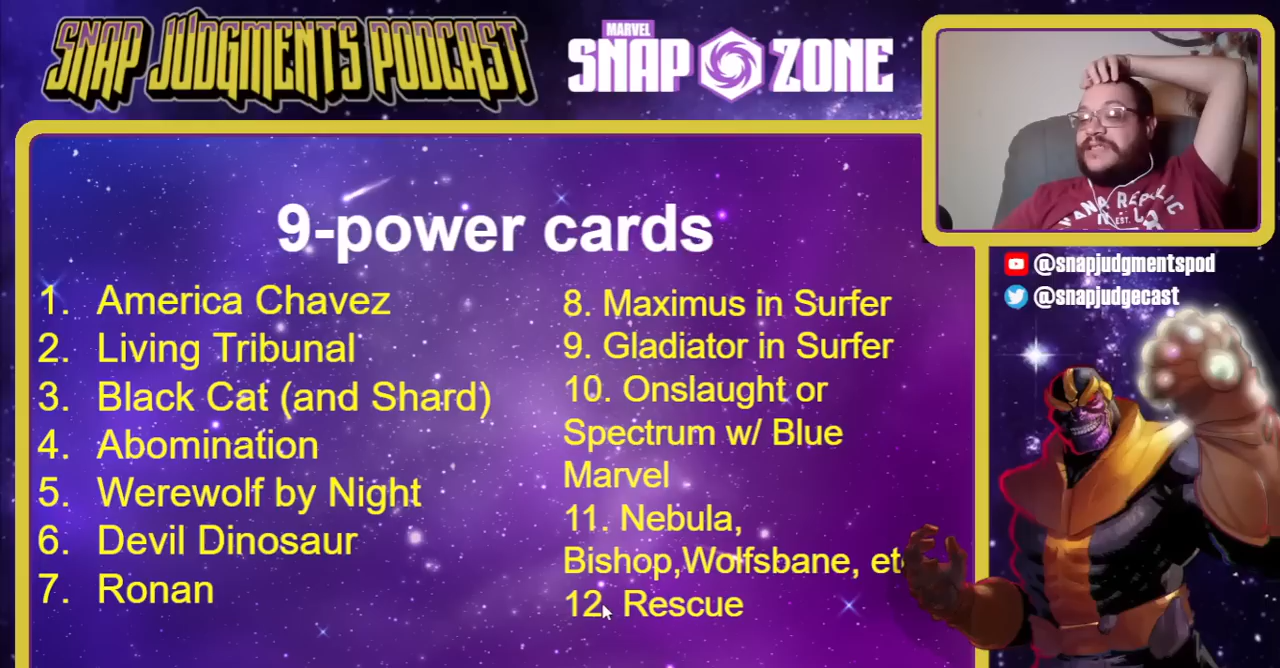 SNAP JUDGMENTS PODCAST
MARVEL
SNAP ZONE
9-power cards
1. America Chavez
2. Living Tribunal
3. Black Cat (and Shard)
4. Abomination
5. Werewolf by Night
6. Devil Dinosaur
7. Ronan
8. Maximus in Surfer
9. Gladiator in Surfer
10. Onslaught or
Spectrum w/ Blue
Marvel
11. Nebula,
Bishop,Wolfsbane, etc
12. Rescue
@snapjudgmentspod
@snapjudgecast
EST.